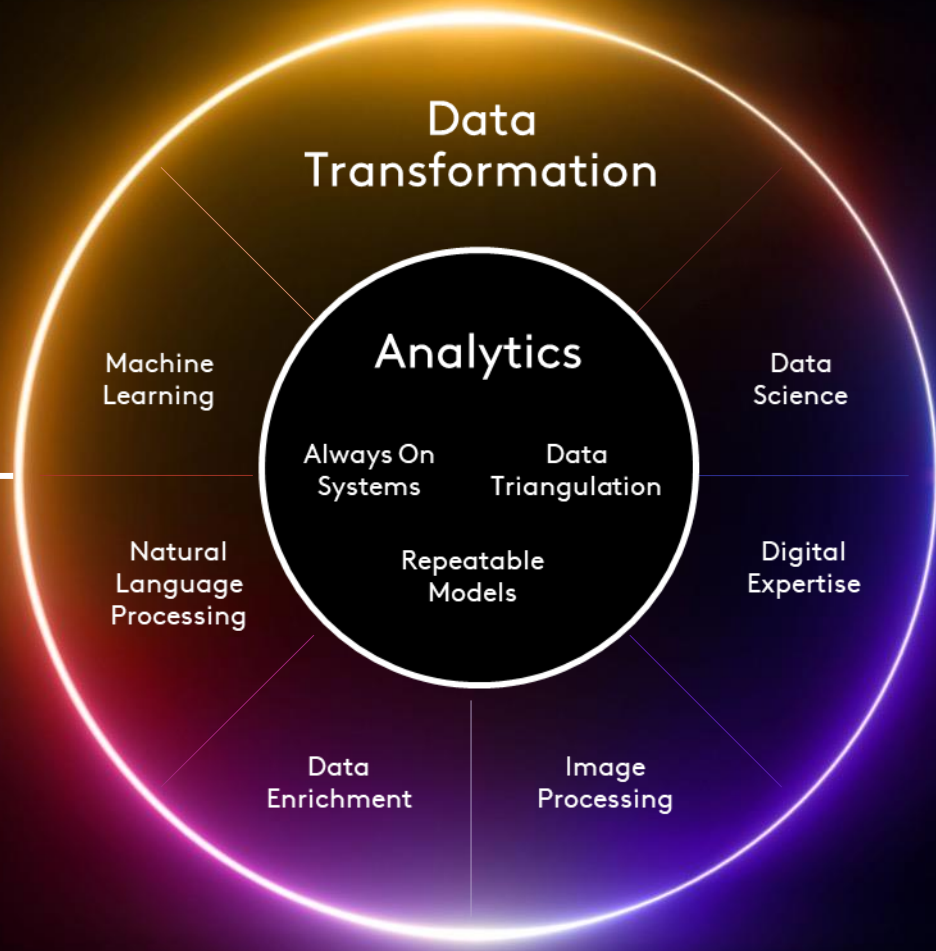 Data
Transformation
Machine
Learning
Data
Science
Analytics
Always On
Systems
Data
Triangulation
Repeatable
Models
Natural
Language
Processing
Digital
Expertise
Data
Enrichment
Image
Processing